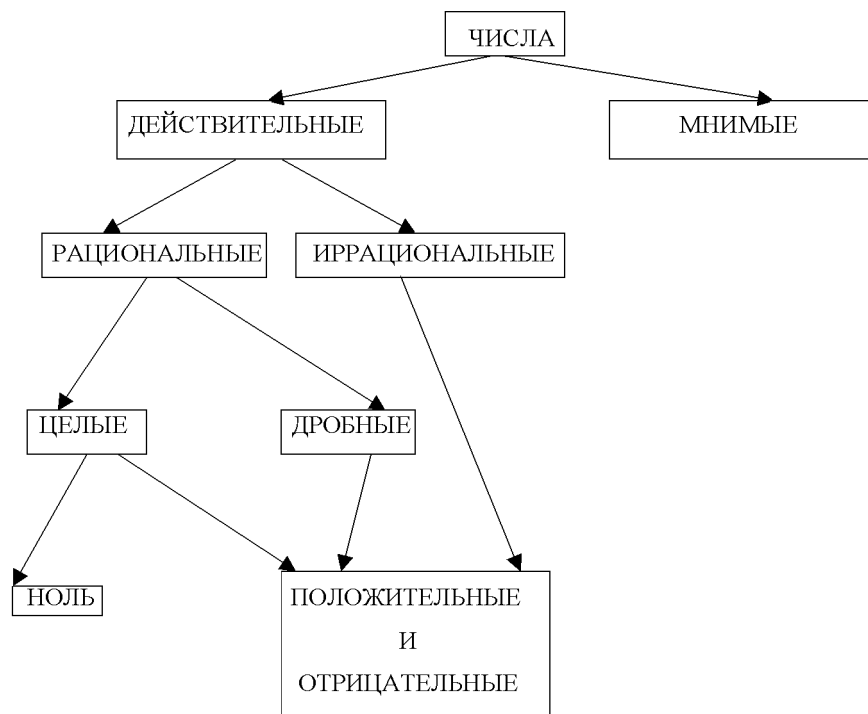 ЧИСЛА
ДЕЙСТВИТЕЛЬНЫЕ
МНИМЫЕ
РАЦИОНАЛЬНЫЕ
ИРРАЦИОНАЛЬНЫЕ
ЦЕЛЫЕ
ДРОБНЫЕ
НОЛЬ
ПОЛОЖИТЕЛЬНЫЕ
И
ОТРИЦАТЕЛЬНЫЕ